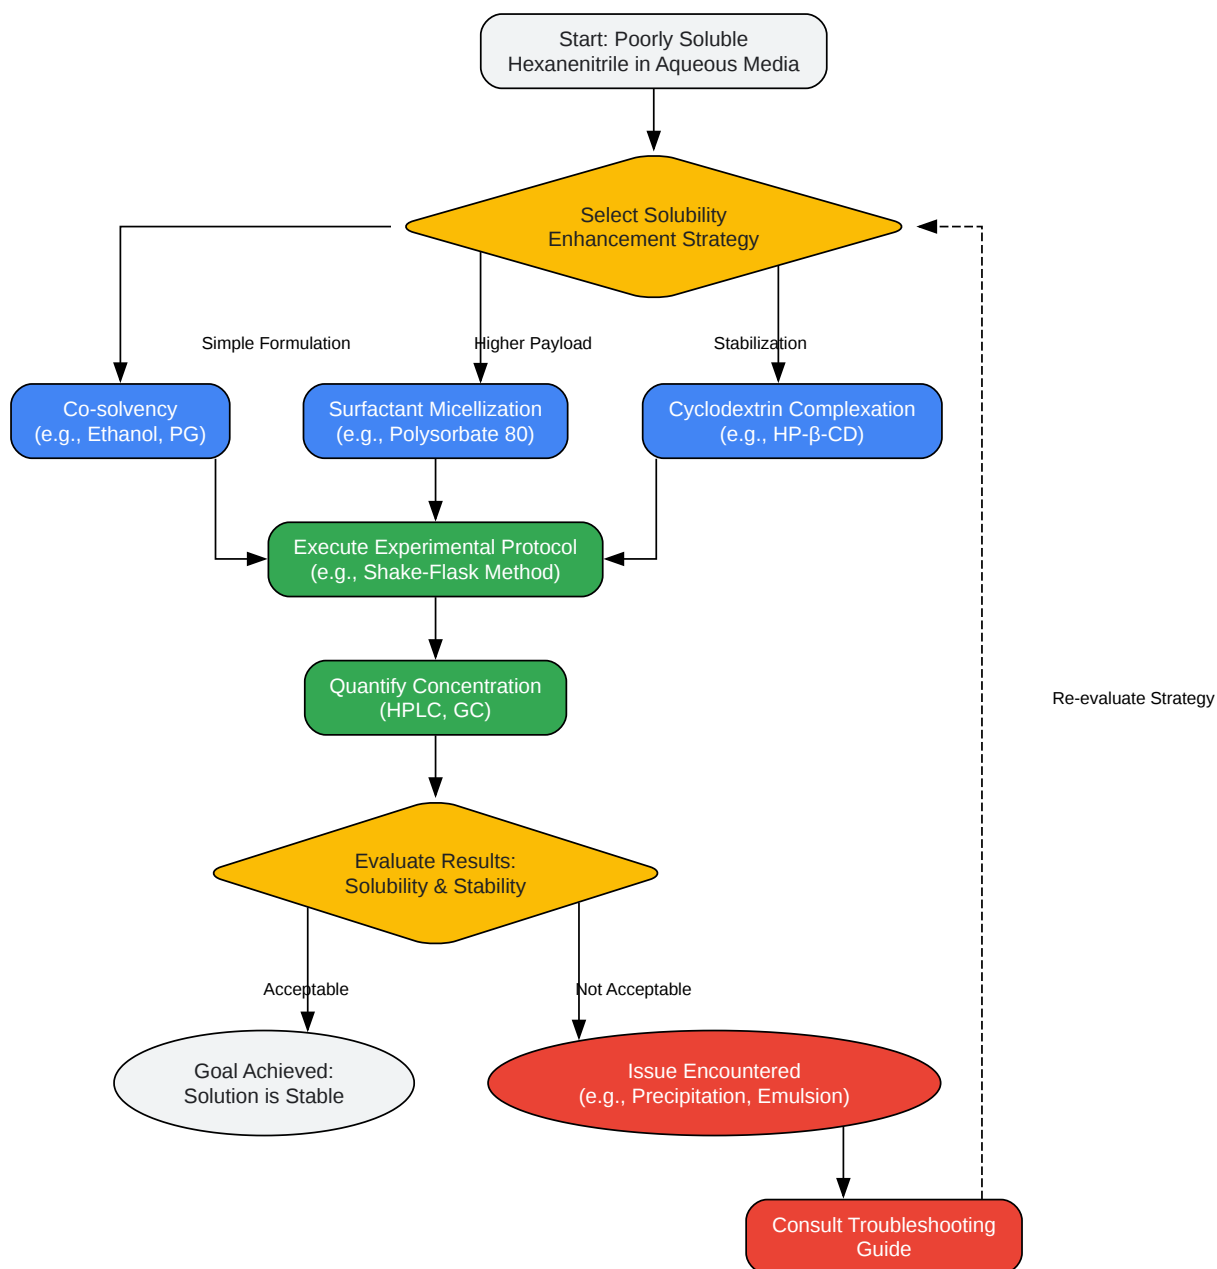 Start: Poorly Soluble
Hexanenitrile in Aqueous Media
Select Solubility
Enhancement Strategy
Simple Formulation
Higher Payload
Stabilization
Co-solvency
(e.g., Ethanol, PG)
Surfactant Micellization
(e.g., Polysorbate 80)
Cyclodextrin Complexation
(e.g., HP-β-CD)
Execute Experimental Protocol
(e.g., Shake-Flask Method)
Quantify Concentration
(HPLC, GC)
Re-evaluate Strategy
Evaluate Results:
Solubility & Stability
Acceptable
Not Acceptable
Goal Achieved:
Solution is Stable
Issue Encountered
(e.g., Precipitation, Emulsion)
Consult Troubleshooting
Guide